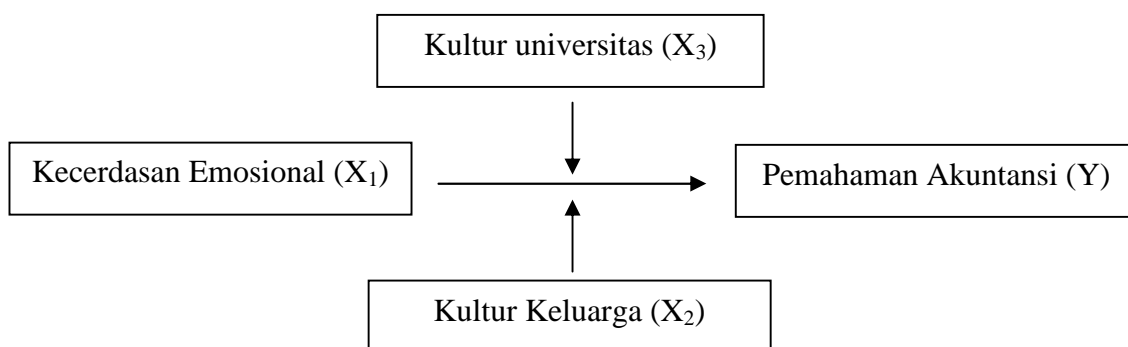 Kultur universitas (X3)
Kecerdasan Emosional (X1)
Pemahaman Akuntansi (Y)
Kultur Keluarga (X2)